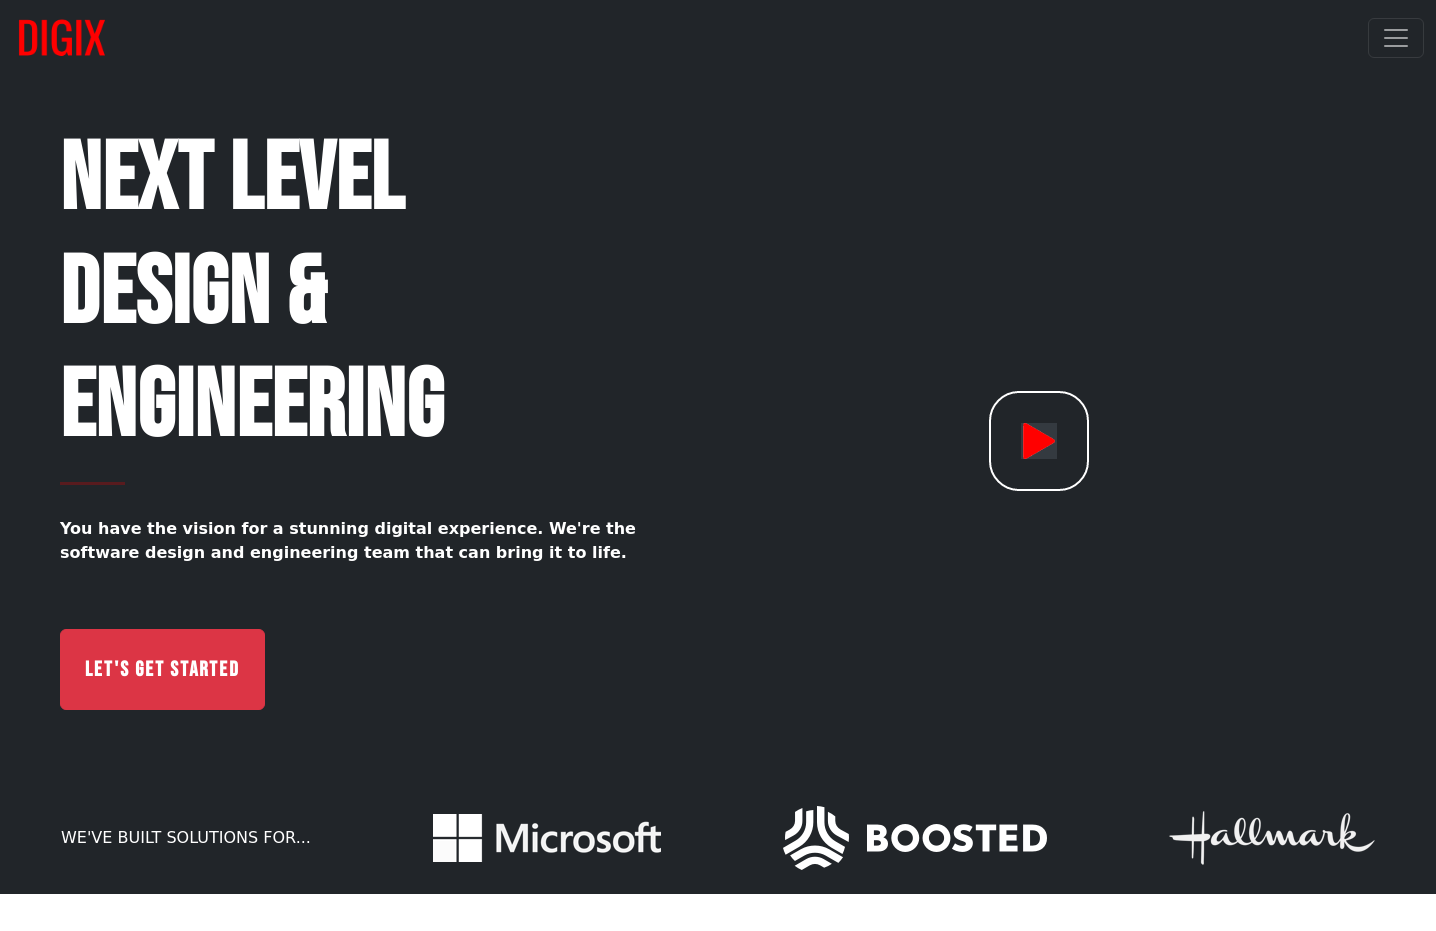 DIGIX
NEXT LEVEL
DESIGN &
ENGINEERING
You have the vision for a stunning digital experience. We're the
software design and engineering team that can bring it to life.
LET'S GET STARTED
WE'VE BUILT SOLUTIONS FOR...
Microsoft
BOOSTED
Hallmark